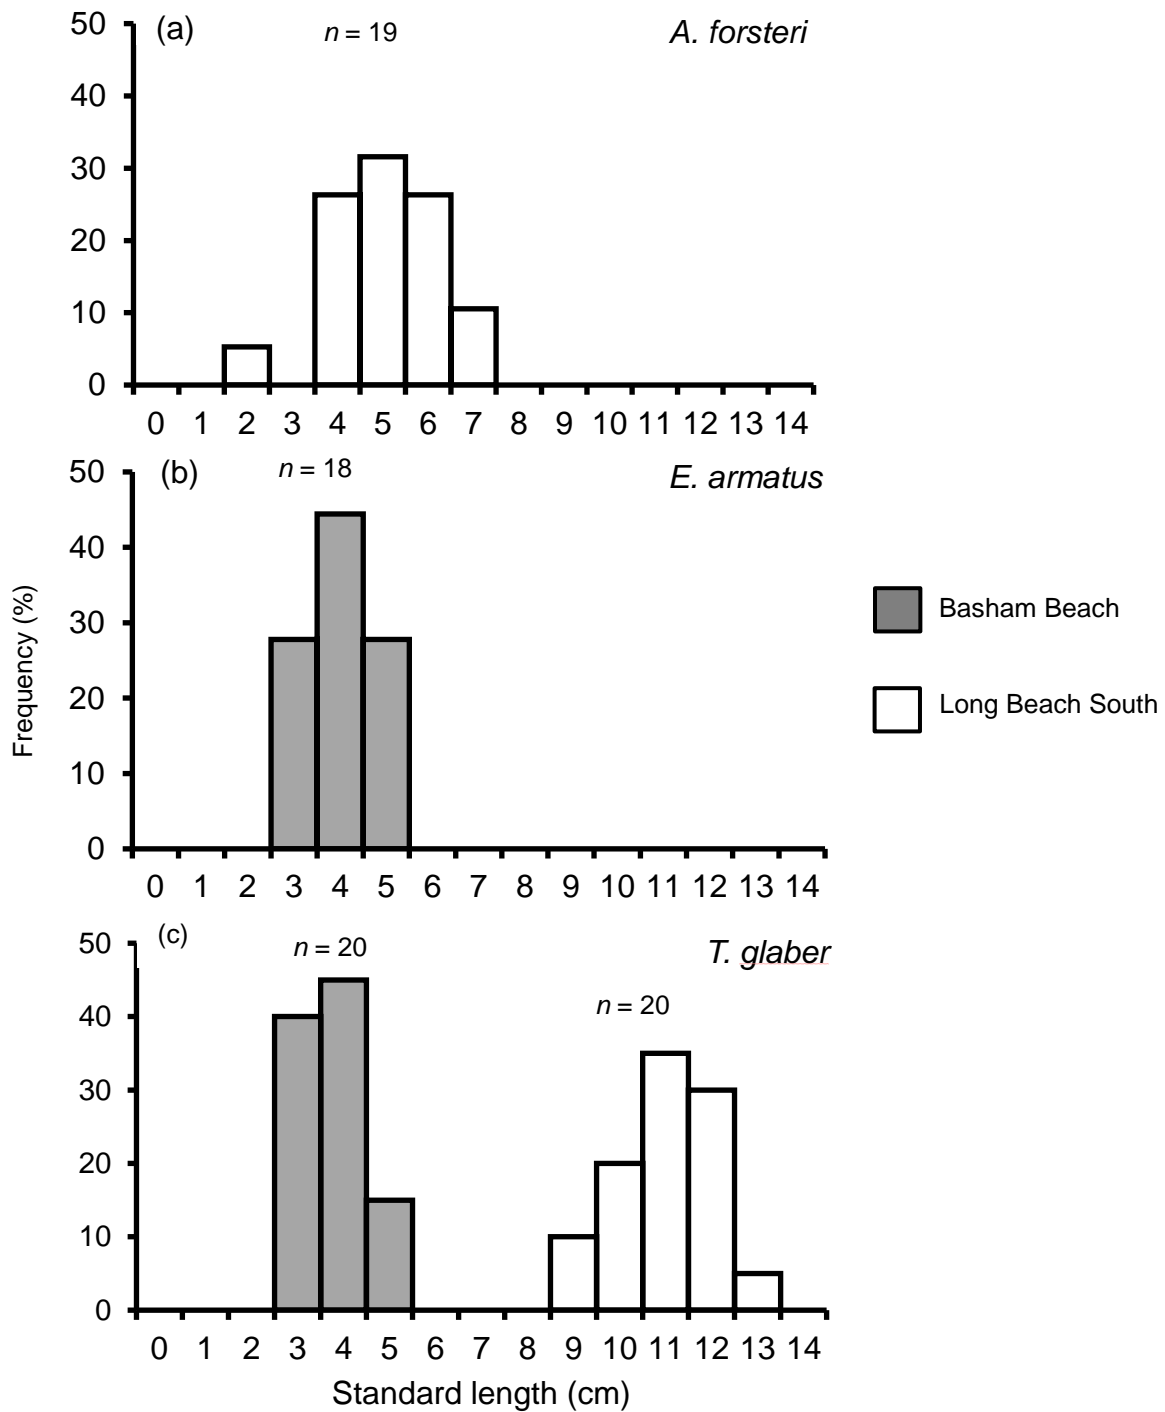 50 (a) n = 19 A. forsteri
40
30
20
10
0
0 1 2 3 4 5 6 7 8 9 10 11 12 13 14
50 (b) n = 18 E. armatus
40
30
20
10
0
0 1 2 3 4 5 6 7 8 9 10 11 12 13 14
Frequency (%)
Basham Beach
Long Beach South
50 (c) n = 20 T. glaber
n = 20
40
30
20
10
0
0 1 2 3 4 5 6 7 8 9 10 11 12 13 14
Standard length (cm)